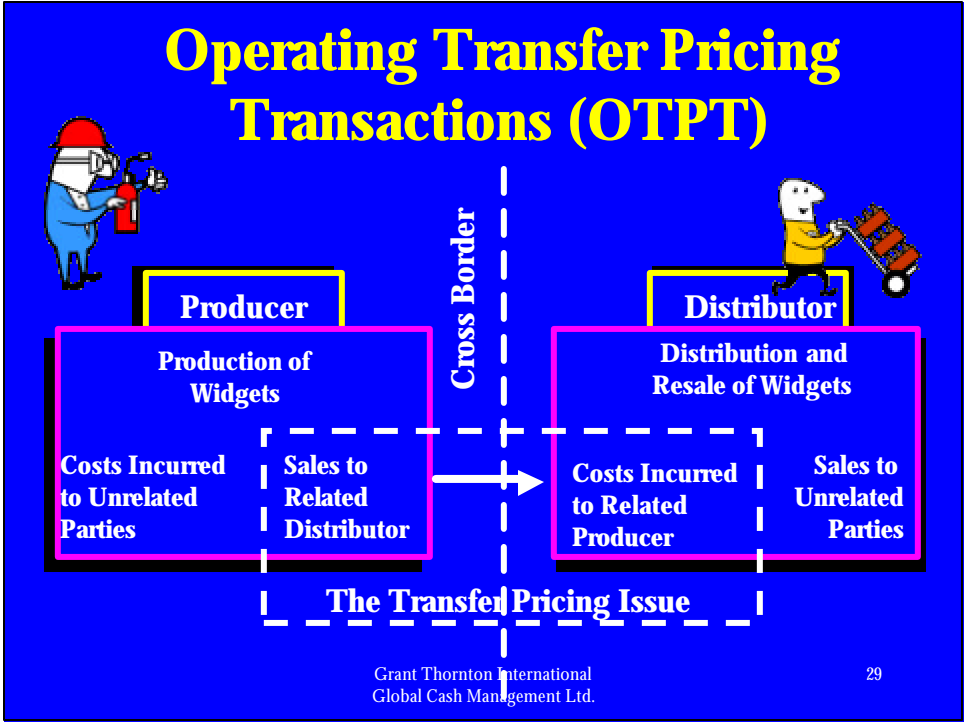 Operating Transfer Pricing
Transactions (OTPT)
Cross Border
Producer
Production of
Widgets
Costs Incurred
to Unrelated
Parties
Sales to
Related
Distributor
Distributor
Distribution and
Resale of Widgets
Costs Incurred
to Related
Producer
Sales to
Unrelated
Parties
The Transfer Pricing Issue
Grant Thornton International
Global Cash Management Ltd.
29